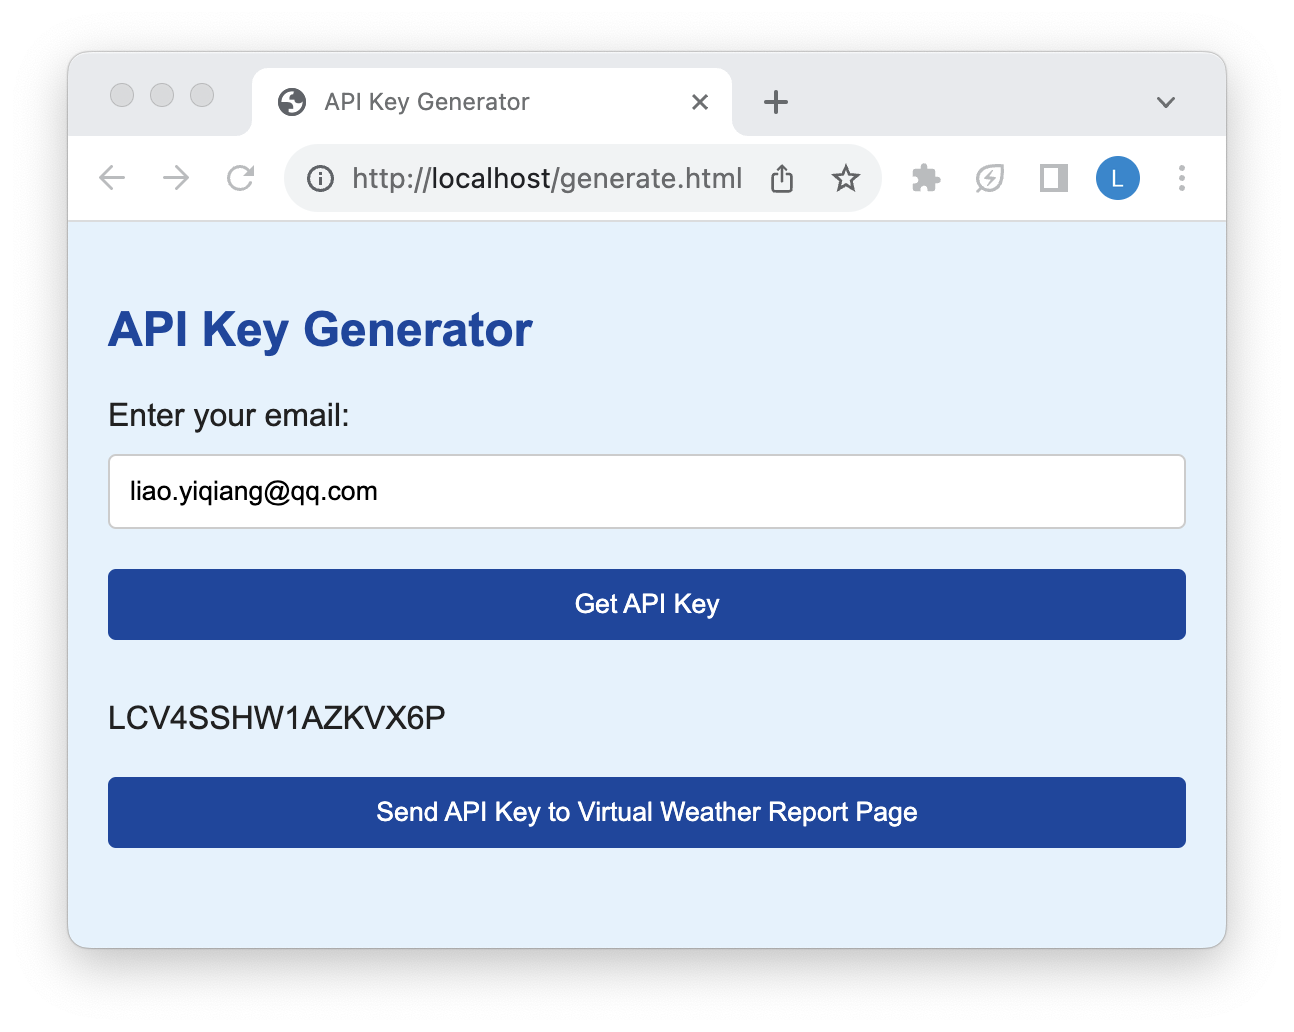 API Key Generator
http://localhost/generate.html
L
API Key Generator
Enter your email:
liao.yiqiang@qq.com
Get API Key
LCV4SSHW1AZKVX6P
Send API Key to Virtual Weather Report Page